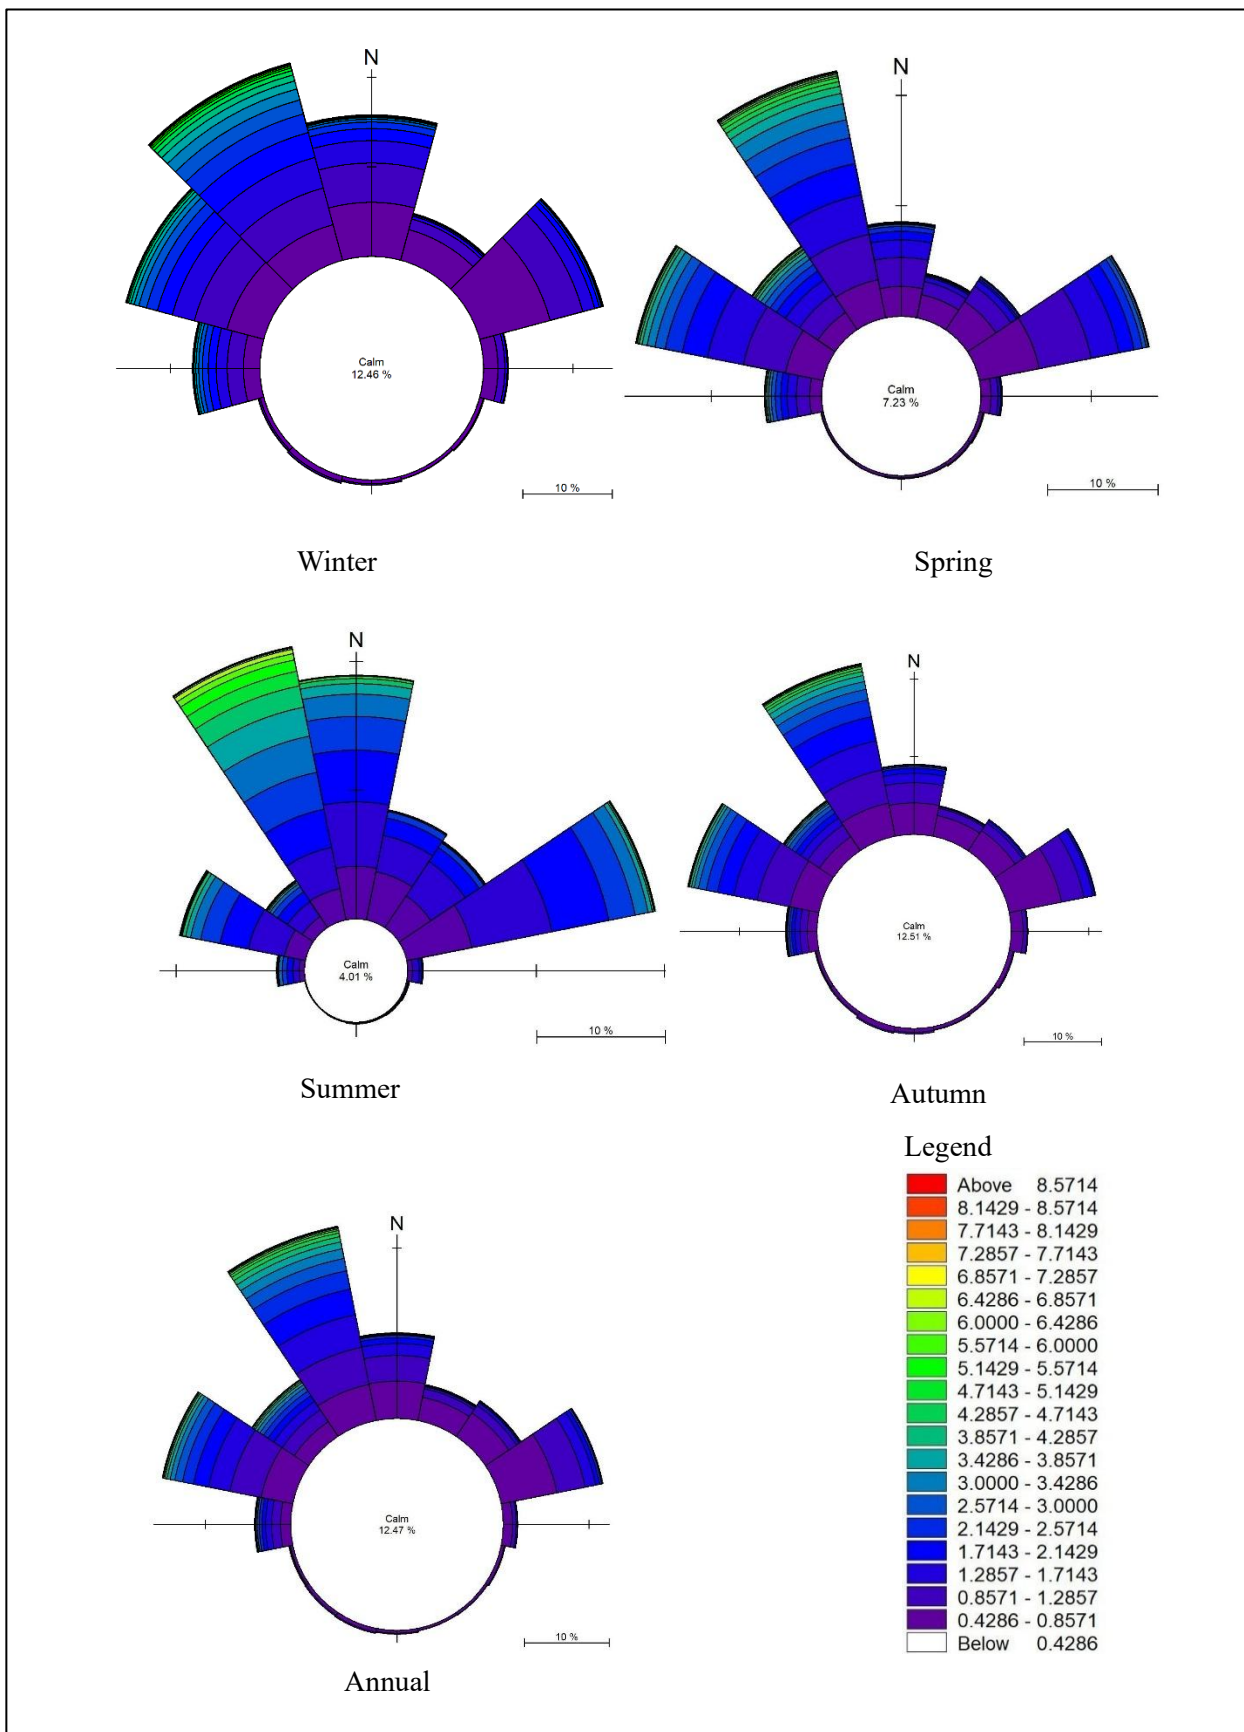 N
Calm
12.46 %
10 %
Winter
N
Calm
7.23 %
10 %
Spring
N
Calm
4.01 %
10 %
Summer
N
Calm
12.51 %
10 %
Autumn
N
Calm
12.47 %
10 %
Annual
Legend
Above 8.5714
8.1429 - 8.5714
7.7143 - 8.1429
7.2857 - 7.7143
6.8571 - 7.2857
6.4286 - 6.8571
6.0000 - 6.4286
5.5714 - 6.0000
5.1429 - 5.5714
4.7143 - 5.1429
4.2857 - 4.7143
3.8571 - 4.2857
3.4286 - 3.8571
3.0000 - 3.4286
2.5714 - 3.0000
2.1429 - 2.5714
1.7143 - 2.1429
1.2857 - 1.7143
0.8571 - 1.2857
0.4286 - 0.8571
Below 0.4286